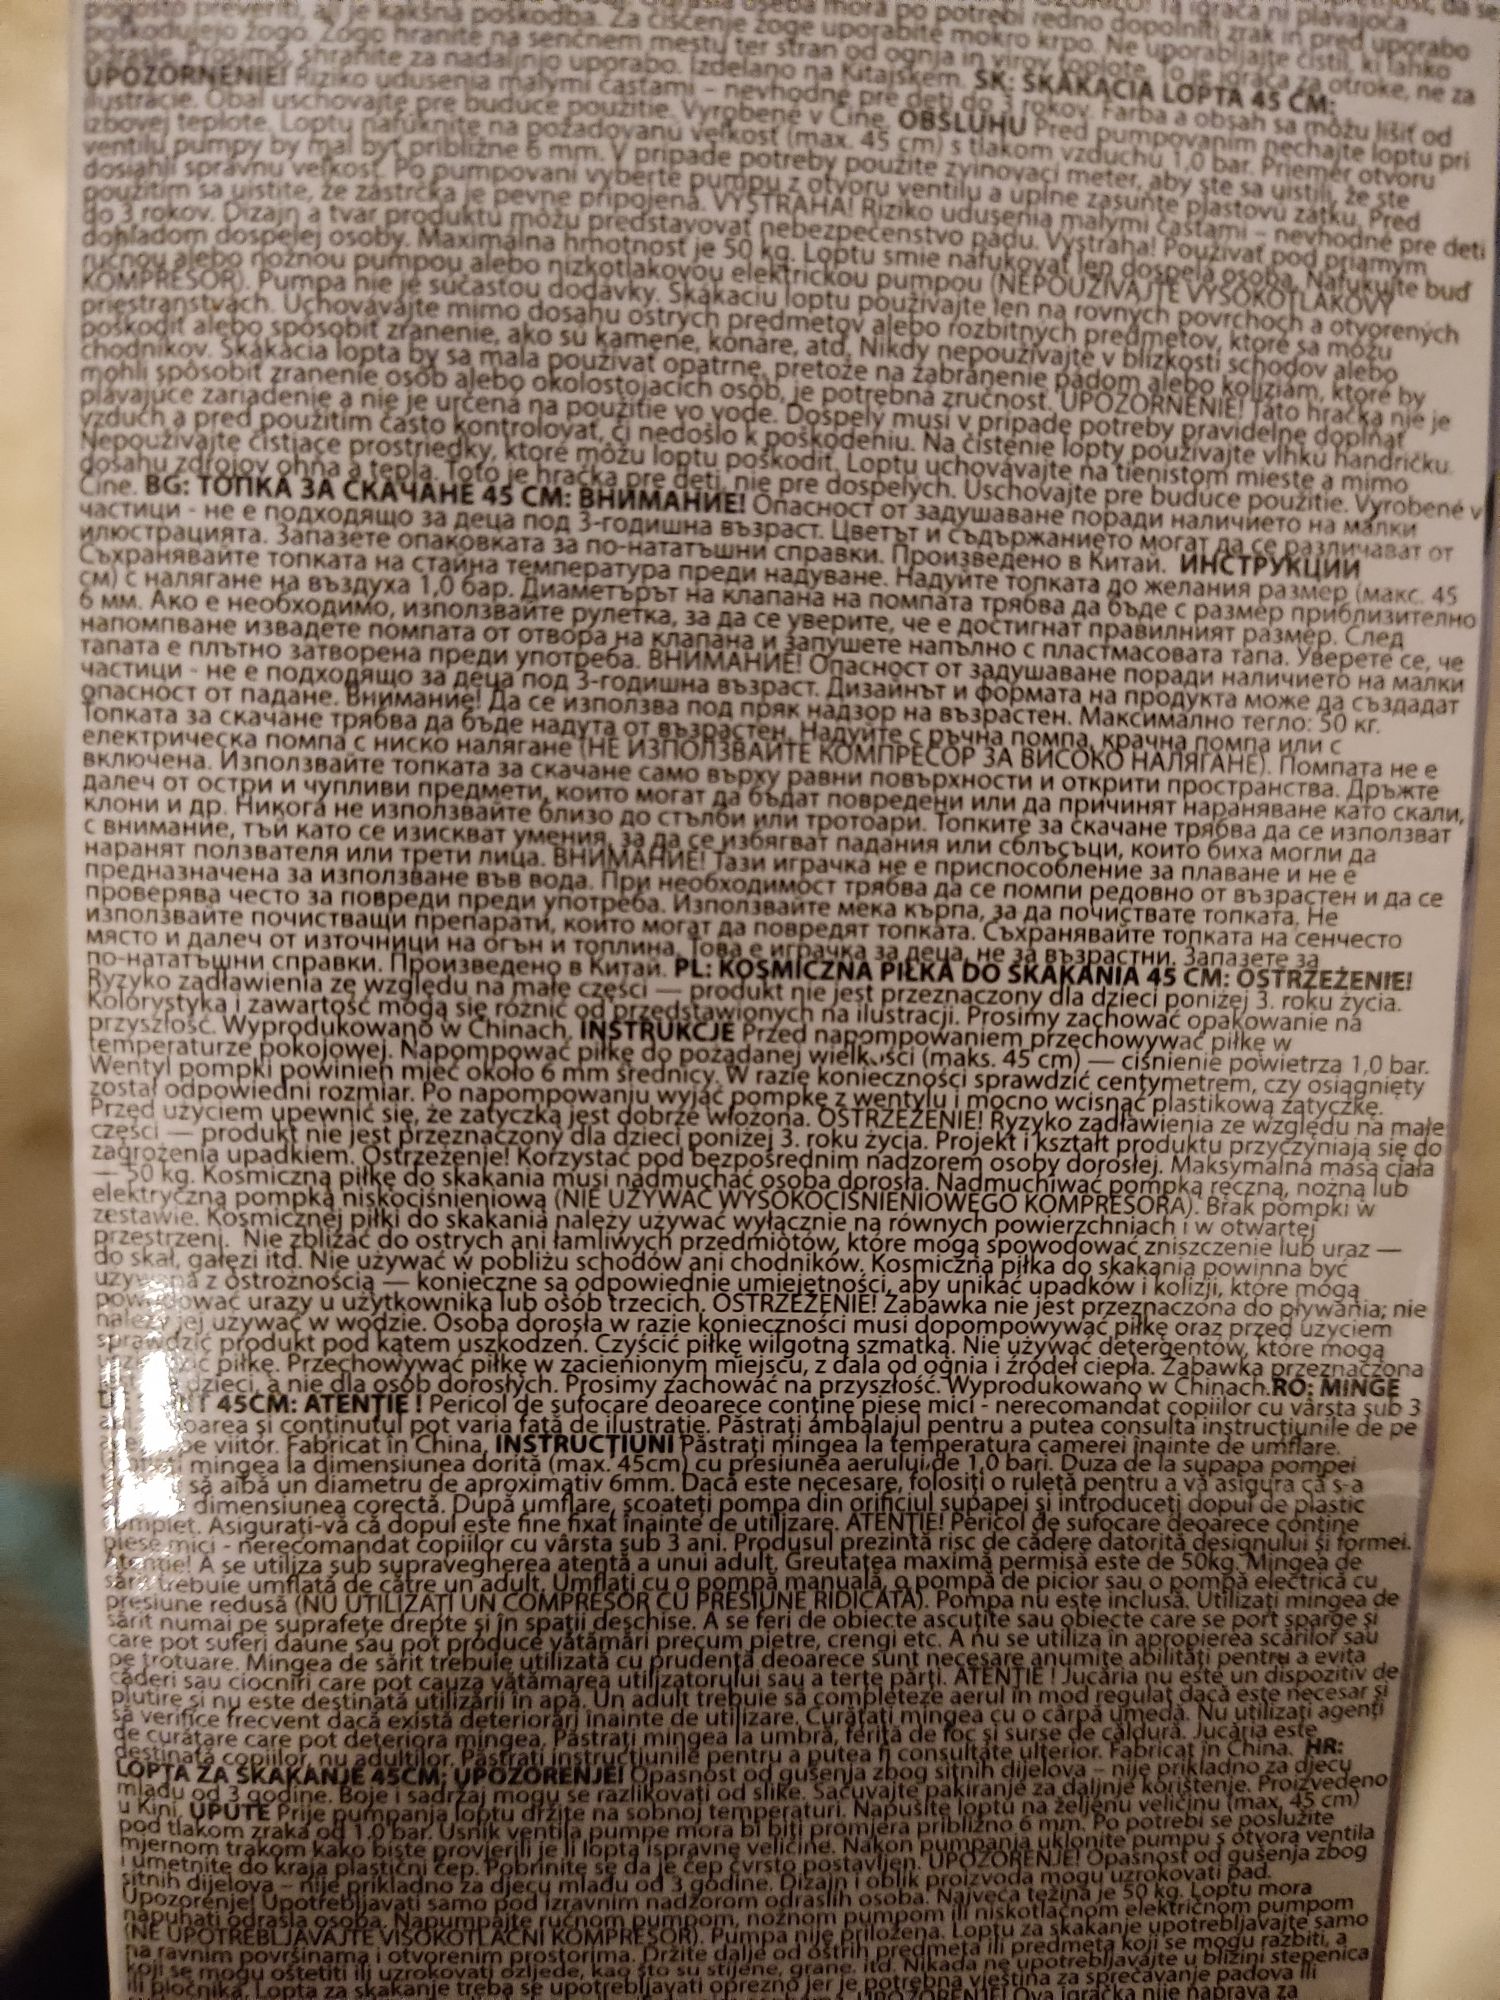 poškodujejo žogo. Žogo hranite na senčnem mestu ter stran od ognja in virov toplote. To je igrača za otroke, ne za
odrasle. Prosimo, shranite za nadaljnjo uporabo. Izdelano na Kitajskem. SK: SKÁKACIA LOPTA 45 CM:
UPOZORNENIE! Riziko udusenia malými časťami – nevhodné pre deti do 3 rokov. Farba a obsah sa môžu líšiť od
ilustrácie. Obal uschovajte pre budúce použitie. Vyrobené v Číne. OBSLUHU Pred pumpovaním nechajte loptu pri
izbovej teplote. Loptu nafúknite na požadovanú veľkosť (max. 45 cm) s tlakom vzduchu 1,0 bar. Priemer otvoru
ventilu pumpy by mal byť približne 6 mm. V prípade potreby použite zvinovací meter, aby ste sa uistili, že ste
dosiahli správnu veľkosť. Po pumpovaní vyberte pumpu z otvoru ventilu a úplne zasuňte plastovú zátku. Pred
použitím sa uistite, že zástrčka je pevne pripojená. VÝSTRAHA! Riziko udusenia malými časťami – nevhodné pre deti
do 3 rokov. Dizajn a tvar produktu môžu predstavovať nebezpečenstvo pádu. Výstraha! Používať pod priamym
dohľadom dospelej osoby. Maximálna hmotnosť je 50 kg. Loptu smie nafukovať len dospelá osoba. Nafukujte buď
ručnou alebo nožnou pumpou alebo nízkotlakovou elektrickou pumpou (NEPOUŽÍVAJTE VYSOKOTLAKOVÝ
KOMPRESOR). Pumpa nie je súčasťou dodávky. Skákaciu loptu používajte len na rovných povrchoch a otvorených
priestranstvách. Uchovávajte mimo dosahu ostrých predmetov alebo rozbitných predmetov, ktoré sa môžu
poškodiť alebo spôsobiť zranenie, ako sú kamene, konáre, atď. Nikdy nepoužívajte v blízkosti schodov alebo
chodníkov. Skákacia lopta by sa mala používať opatrne, pretože na zabránenie pádom alebo kolíziám, ktoré by
mohli spôsobiť zranenie osôb alebo okolostojacich osôb, je potrebná zručnosť. UPOZORNENIE! Táto hračka nie je
plávajúce zariadenie a nie je určená na použitie vo vode. Dospelý musí v prípade potreby pravidelne dopĺňať
vzduch a pred použitím často kontrolovať, či nedošlo k poškodeniu. Na čistenie lopty používajte vlhkú handričku.
Nepoužívajte čistiace prostriedky, ktoré môžu loptu poškodiť. Loptu uchovávajte na tienistom mieste a mimo
dosahu zdrojov ohňa a tepla. Toto je hračka pre deti, nie pre dospelých. Uschovajte pre budúce použitie. Vyrobené v
Číne. BG: ТОПКА ЗА СКАЧАНЕ 45 СМ: ВНИМАНИЕ! Опасност от задушаване поради наличието на малки
частици - не е подходящо за деца под 3-годишна възраст. Цветът и съдържанието могат да се различават от
илюстрацията. Запазете опаковката за по-нататъшни справки. Произведено в Китай. ИНСТРУКЦИИ
Съхранявайте топката на стайна температура преди надуване. Надуйте топката до желания размер (макс. 45
см) с налягане на въздуха 1,0 бар. Диаметърът на клапана на помпата трябва да бъде с размер приблизително
6 мм. Ако е необходимо, използвайте рулетка, за да се уверите, че е достигнат правилният размер. След
напомпване извадете помпата от отвора на клапана и запушете напълно с пластмасовата тапа. Уверете се, че
тапата е плътно затворена преди употреба. ВНИМАНИЕ! Опасност от задушаване поради наличието на малки
частици - не е подходящо за деца под 3-годишна възраст. Дизайнът и формата на продукта може да създадат
опасност от падане. Внимание! Да се използва под пряк надзор на възрастен. Максимално тегло: 50 кг.
Топката за скачане трябва да бъде надута от възрастен. Надуйте с ръчна помпа, крачна помпа или с
електрическа помпа с ниско налягане (НЕ ИЗПОЛЗВАЙТЕ КОМПРЕСОР ЗА ВИСОКО НАЛЯГАНЕ). Помпата не е
включена. Използвайте топката за скачане само върху равни повърхности и открити пространства. Дръжте
далеч от остри и чупливи предмети, които могат да бъдат повредени или да причинят нараняване като скали,
клони и др. Никога не използвайте близо до стълби или тротоари. Топките за скачане трябва да се използват
с внимание, тъй като се изискват умения, за да се избягват падания или сблъсъци, които биха могли да
наранят ползвателя или трети лица. ВНИМАНИЕ! Тази играчка не е приспособление за плаване и не е
предназначена за използване във вода. При необходимост трябва да се помпи редовно от възрастен и да се
проверява често за повреди преди употреба. Използвайте мека кърпа, за да почиствате топката. Не
използвайте почистващи препарати, които могат да повредят топката. Съхранявайте топката на сенчесто
място и далеч от източници на огън и топлина. Това е играчка за деца, не за възрастни. Запазете за
по-нататъшни справки. Произведено в Китай. PL: KOSMICZNA PIŁKA DO SKAKANIA 45 CM: OSTRZEŻENIE!
Ryzyko zadławienia ze względu na małe części — produkt nie jest przeznaczony dla dzieci poniżej 3. roku życia.
Kolorystyka i zawartość mogą się różnić od przedstawionych na ilustracji. Prosimy zachować opakowanie na
przyszłość. Wyprodukowano w Chinach. INSTRUKCJE Przed napompowaniem przechowywać piłkę w
temperaturze pokojowej. Napompować piłkę do pożądanej wielkości (maks. 45 cm) — ciśnienie powietrza 1,0 bar.
Wentyl pompki powinien mieć około 6 mm średnicy. W razie konieczności sprawdzić centymetrem, czy osiągnięty
został odpowiedni rozmiar. Po napompowaniu wyjąć pompkę z wentylu i mocno wcisnąć plastikową zatyczkę.
Przed użyciem upewnić się, że zatyczka jest dobrze włożona. OSTRZEŻENIE! Ryzyko zadławienia ze względu na małe
części — produkt nie jest przeznaczony dla dzieci poniżej 3. roku życia. Projekt i kształt produktu przyczyniają się do
zagrożenia upadkiem. Ostrzeżenie! Korzystać pod bezpośrednim nadzorem osoby dorosłej. Maksymalna masa ciała
— 50 kg. Kosmiczną piłkę do skakania musi nadmuchać osoba dorosła. Nadmuchiwać pompką ręczną, nożną lub
elektryczną pompką niskociśnieniową (NIE UŻYWAĆ WYSOKOCIŚNIENIOWEGO KOMPRESORA). Brak pompki w
zestawie. Kosmicznej piłki do skakania należy używać wyłącznie na równych powierzchniach i w otwartej
przestrzeni. Nie zbliżać do ostrych ani łamliwych przedmiotów, które mogą spowodować zniszczenie lub uraz —
do skał, gałęzi itd. Nie używać w pobliżu schodów ani chodników. Kosmiczna piłka do skakania powinna być
z ostrożnością — konieczne są odpowiednie umiejętności, aby unikać upadków i kolizji, które mogą
urazy u użytkownika lub osób trzecich. OSTRZEŻENIE! Zabawka nie jest przeznaczona do pływania; nie
należy jej używać w wodzie. Osoba dorosła w razie konieczności musi dopompowywać piłkę oraz przed użyciem
sprawdzić produkt pod kątem uszkodzeń. Czyścić piłkę wilgotną szmatką. Nie używać detergentów, które mogą
piłkę. Przechowywać piłkę w zacienionym miejscu, z dala od ognia i źródeł ciepła. Zabawka przeznaczona
dzieci, a nie dla osób dorosłych. Prosimy zachować na przyszłość. Wyprodukowano w Chinach.RO: MINGE
45CM: ATENȚIE ! Pericol de sufocare deoarece conține piese mici - nerecomandat copiilor cu vârsta sub 3
și conținutul pot varia față de ilustrație. Păstrați ambalajul pentru a putea consulta instrucțiunile de pe
pe viitor. Fabricat în China. INSTRUCȚIUNI Păstrați mingea la temperatura camerei înainte de umflare.
mingea la dimensiunea dorită (max. 45cm) cu presiunea aerului de 1,0 bari. Duza de la supapa pompei
să aibă un diametru de aproximativ 6mm. Dacă este necesare, folosiți o ruletă pentru a vă asigura că s-a
dimensiunea corectă. După umflare, scoateți pompa din orificiul supapei și introduceți dopul de plastic
Asigurați-vă că dopul este fine fixat înainte de utilizare. ATENȚIE! Pericol de sufocare deoarece conține
piese mici - nerecomandat copiilor cu vârsta sub 3 ani. Produsul prezintă risc de cădere datorită designului și formei.
Atenție! A se utiliza sub supravegherea atentă a unui adult. Greutatea maximă permisă este de 50kg. Mingea de
sărit trebuie umflată de către un adult. Umflați cu o pompă manuală, o pompă de picior sau o pompă electrică cu
presiune redusă (NU UTILIZAȚI UN COMPRESOR CU PRESIUNE RIDICATĂ). Pompa nu este inclusă. Utilizați mingea de
sărit numai pe suprafețe drepte și în spații deschise. A se feri de obiecte ascuțite sau obiecte care se pot sparge și
care pot suferi daune sau pot produce vătămări precum pietre, crengi etc. A nu se utiliza în apropierea scărilor sau
pe trotuare. Mingea de sărit trebuie utilizată cu prudență deoarece sunt necesare anumite abilități pentru a evita
căderi sau ciocniri care pot cauza vătămarea utilizatorului sau a terțe părți. ATENȚIE ! Jucăria nu este un dispozitiv de
plutire și nu este destinată utilizării în apă. Un adult trebuie să completeze aerul în mod regulat dacă este necesar și
să verifice frecvent dacă există deteriorări înainte de utilizare. Curățați mingea cu o cârpă umedă. Nu utilizați agenți
de curățare care pot deteriora mingea. Păstrați mingea la umbră, ferită de foc și surse de căldură. Jucăria este
destinată copiilor, nu adulților. Păstrați instrucțiunile pentru a putea fi consultate ulterior. Fabricat în China. HR:
LOPTA ZA SKAKANJE 45CM: UPOZORENJE! Opasnost od gušenja zbog sitnih dijelova – nije prikladno za djecu
mlađu od 3 godine. Boje i sadržaj mogu se razlikovati od slike. Sačuvajte pakiranje za daljnje korištenje. Proizvedeno
u Kini. UPUTE Prije pumpanja loptu držite na sobnoj temperaturi. Napušite loptu na željenu veličinu (max. 45 cm)
pod tlakom zraka od 1.0 bar. Usnik ventila pumpe mora bi biti promjera približno 6 mm. Po potrebi se poslužite
mjernom trakom kako biste provjerili je li lopta ispravne veličine. Nakon pumpanja uklonite pumpu s otvora ventila
i umetnite do kraja plastični čep. Pobrinite se da je čep čvrsto postavljen. UPOZORENJE! Opasnost od gušenja zbog
sitnih dijelova – nije prikladno za djecu mlađu od 3 godine. Dizajn i oblik proizvoda mogu uzrokovati pad.
Upozorenje! Upotrebljavati samo pod izravnim nadzorom odraslih osoba. Najveća težina je 50 kg. Loptu mora
napuhati odrasla osoba. Napumpajte ručnom pumpom, nožnom pumpom ili niskotlačnom električnom pumpom
(NE UPOTREBLJAVAJTE VISOKOTLAČNI KOMPRESOR). Pumpa nije priložena. Loptu za skakanje upotrebljavajte samo
na ravnim površinama i otvorenim prostorima. Držite dalje od oštrih predmeta ili predmeta koji se mogu razbiti, a
koji se mogu oštetiti ili uzrokovati ozljede, kao što su stijene, grane, itd. Nikada ne upotrebljavajte u blizini stepenica
ili pločnika. Lopta za skakanje treba se upotrebljavati oprezno jer je potrebna vještina za sprečavanje padova ili
UPOZORENJE! Ova igračka nije naprava za